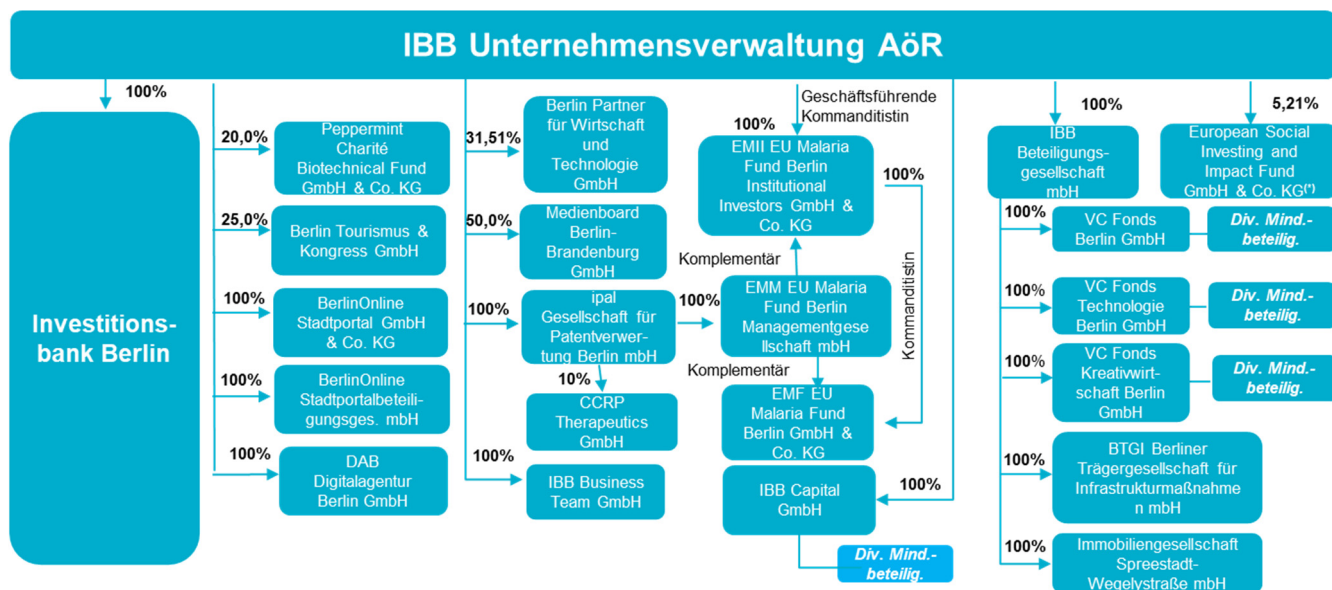 IBB Unternehmensverwaltung AöR
100%
Investitions-
bank Berlin
20,0%
Peppermint
Charité
Biotechnical Fund
GmbH & Co. KG
25,0%
Berlin Tourismus &
Kongress GmbH
100%
BerlinOnline
Stadtportal GmbH
& Co. KG
100%
BerlinOnline
Stadtportalbeteili-
gungsges. mbH
100%
DAB
Digitalagentur
Berlin GmbH
31,51%
Berlin Partner
für Wirtschaft
und
Technologie
GmbH
50,0%
Medienboard
Berlin-
Brandenburg
GmbH
100%
ipal
Gesellschaft für
Patentverwer-
tung Berlin mbH
10%
CCRP
Therapeutics
GmbH
100%
IBB Business
Team GmbH
Geschäftsführende
Kommanditistin
100%
EMII EU Malaria
Fund Berlin
Institutional
Investors GmbH &
Co. KG
100%
Kommanditistin
Komplementär
100%
EMM EU Malaria
Fund Berlin
Managementgese
llschaft mbH
Komplementär
EMF EU
Malaria Fund
Berlin GmbH &
Co. KG
100%
IBB Capital
GmbH
Div. Mind.-
beteilig.
100%
IBB
Beteiligungs-
gesellschaft
mbH
5,21%
European Social
Investing and
Impact Fund
GmbH & Co. KG(*)
100%
VC Fonds
Berlin GmbH
Div. Mind.-
beteilig.
100%
VC Fonds
Technologie
Berlin GmbH
Div. Mind.-
beteilig.
100%
VC Fonds
Kreativwirt-
schaft Berlin
GmbH
Div. Mind.-
beteilig.
100%
BTGI Berliner
Trägergesellschaft für
Infrastrukturmaßnahme
n mbH
100%
Immobiliengesellschaft
Spreestadt-
Wegelystraße mbH